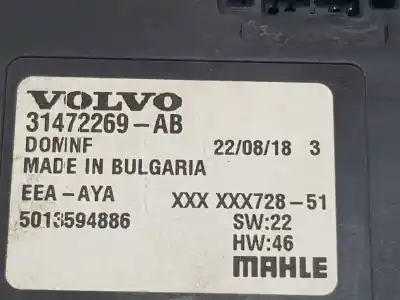 VOLVO
31472269-AB
DOMNF 22/08/18 3
MADE IN BULGARIA
EEA-AYA XXX XXX728-51
5013594886 SW:22
HW:46
MAHLE